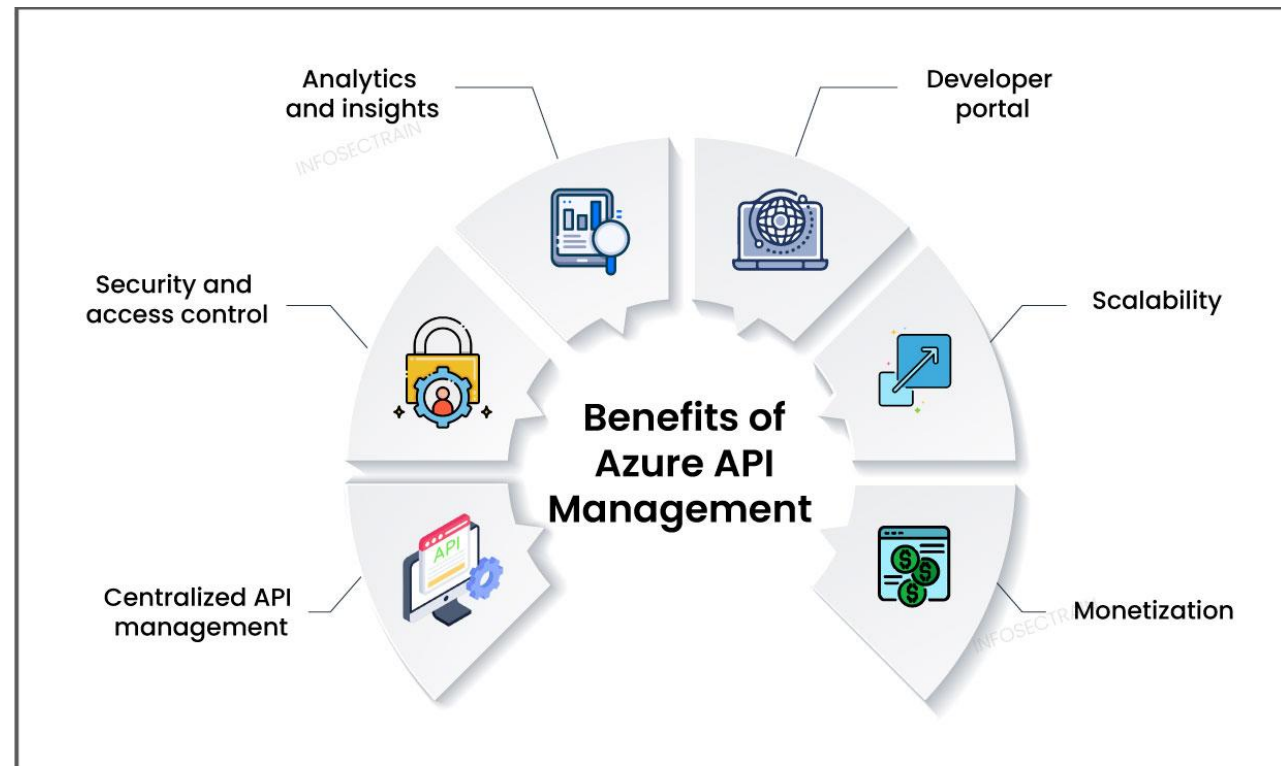 Analytics
and insights
Developer
portal
INFOSECTRAIN
Security and
access control
Scalability
Benefits of
Azure API
Management
API
Centralized API
management
Monetization
INFOSECTRAIN